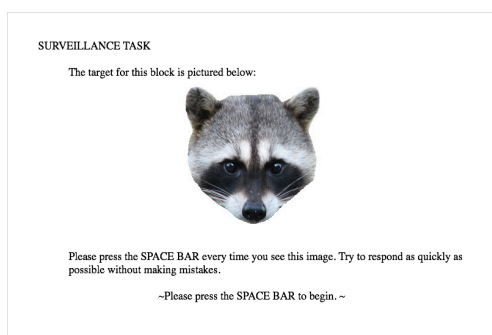 SURVEILLANCE TASK
The target for this block is pictured below:
Please press the SPACE BAR every time you see this image. Try to respond as quickly as
possible without making mistakes.
~Please press the SPACE BAR to begin. ~